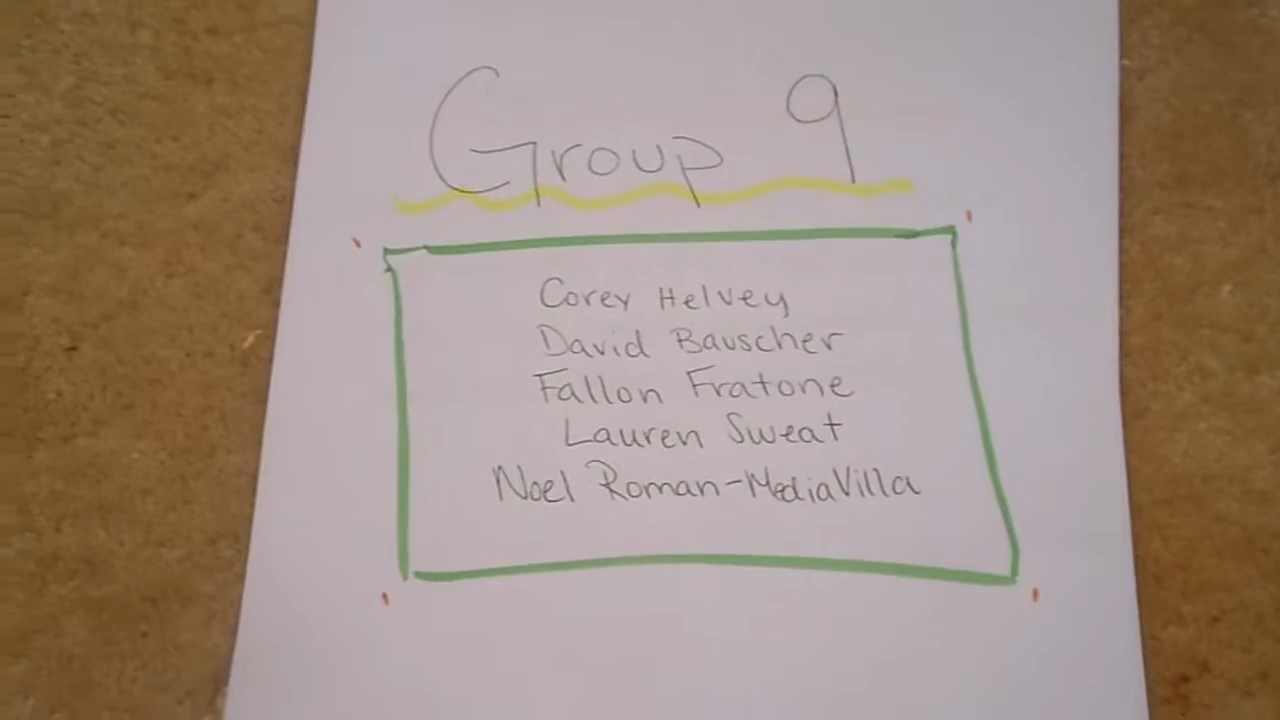 Group 9
Corey Helvey
David Bauscher
Fallon Fratone
Lauren Sweat
Noel Roman-MediaVilla